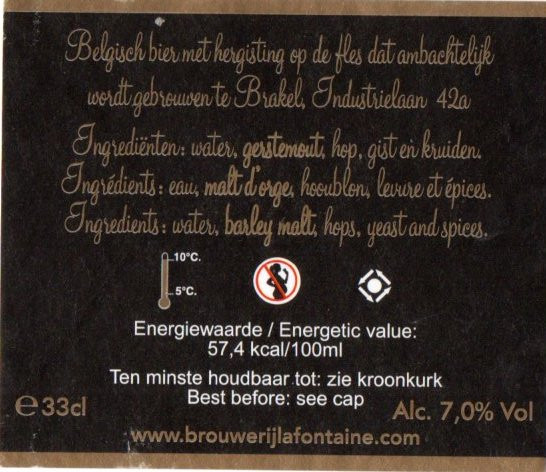 Belgisch bier met hergisting op de fles dat ambachtelijk
wordt gebrouwen te Brakel, Industrielaan 42a
Ingrediënten: water, gerstemout, hop, gist en kruiden.
Ingrédients: eau, malt d'orge, hooublon, levure et épices.
Ingredients: water, barley malt, hops, yeast and spices.
10°C.
5°C.
Energiewaarde / Energetic value:
57,4 kcal/100ml
Ten minste houdbaar tot: zie kroonkurk
Best before: see cap
℮33cl
Alc. 7,0% Vol
www.brouwerijlafontaine.com